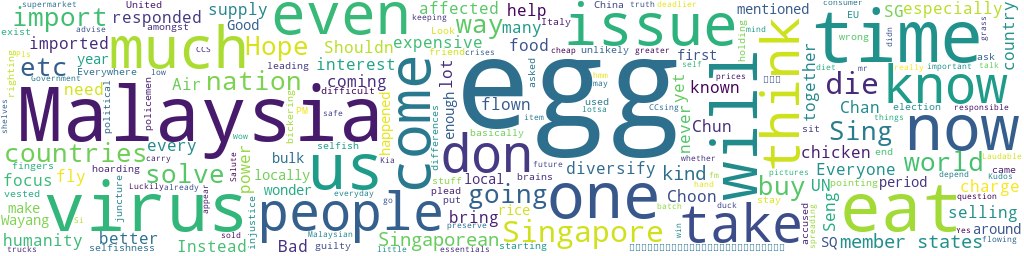 import United amongst responded much even affected way issue mentioned EU SG especially time
exist supermarket advise supply Good Italy China truth deadlier help many unlikely consumer grass
imported CCS Hope Shouldn crisis friend keeping Look food holding didn wrong country
Everywhere low year etc need leading interest expensive cheap greater first self think together die know
Government policemen political nation Air coming difficult safe PM bickering happened come egg asked prices known diet mr important ask talk
shelves Malaysia us enough lot flown used lots item CCsing never yet will Chan election responsible now
countries every solve power locally bulk selfish don differences basically Chun whether may hmm Sing chicken things end really
fingers focus fly hoarding carry wow Salute Kia future local brains diversify kind sit Everyone world came Laudable
vested juncture Luckily already appear wonder everyday go stuff plead put going one buy UN pointing period depend Kudos
make Wayang virus injustice people Malaysian rice bring Singapore Choon fm hand stay pictures Seng accused charge question Yes
humanity better sold Instead Si guilty preserve Singaporean batch duck take win spreading eat selling around
trucks selfishness Bad little essentials starting SQ member states flowing
righting